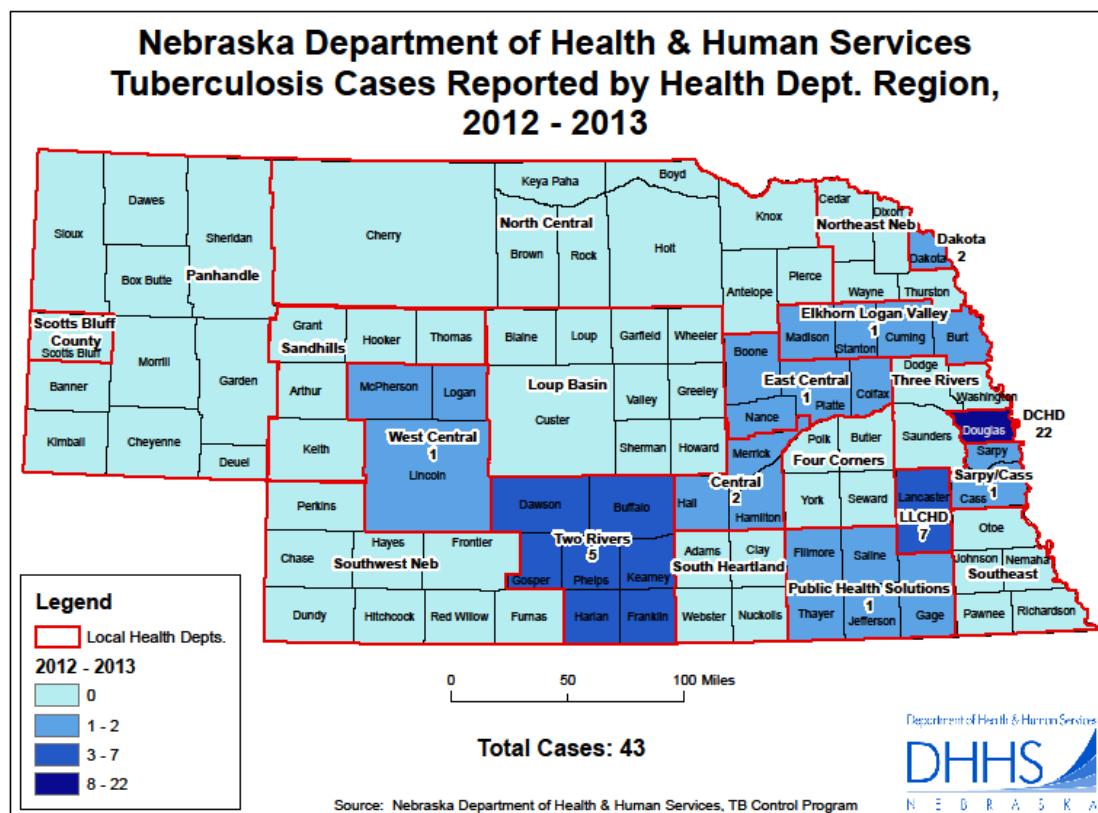 Nebraska Department of Health & Human Services
Tuberculosis Cases Reported by Health Dept. Region,
2012 - 2013
Sioux
Dawes
Sheridan
Box Butte
Panhandle
Scotts Bluff
County
Scotts Bluff
Morrill
Banner
Garden
Kimball
Cheyenne
Deuel
Cherry
Keya Paha
Boyd
North Central
Brown
Rock
Holt
Knox
Antelope
Pierce
Cedar
Dixon
Northeast Neb
Dakota
2
Dakota
Wayne
Thurston
Grant
Hooker
Thomas
Sandhills
Arthur
McPherson
Logan
Keith
West Central
1
Lincoln
Blaine
Loup
Garfield
Wheeler
Loup Basin
Custer
Valley
Greeley
Sherman
Howard
Elkhorn Logan Valley
1
Madison
Stanton
Cuming
Burt
Boone
East Central
1
Platte
Colfax
Nance
Dodge
Three Rivers
Washington
Saunders
DCHD
22
Douglas
Sarpy
Sarpy/Cass
1
Cass
Merrick
Central
2
Hall
Hamilton
Polk
Butler
Four Corners
York
Seward
Lancaster
LLCHD
7
Perkins
Chase
Hayes
Frontier
Southwest Neb
Dundy
Hitchcock
Red Willow
Furnas
Dawson
Buffalo
Two Rivers
5
Gosper
Phelps
Kearney
Harlan
Franklin
Adams
Clay
South Heartland
Webster
Nuckolls
Fillmore
Saline
Public Health Solutions
1
Thayer
Jefferson
Gage
Otoe
Johnson
Nemaha
Southeast
Pawnee
Richardson
Legend
Local Health Depts.
2012 - 2013
0
1 - 2
3 - 7
8 - 22
0 50 100 Miles
Total Cases: 43
Source: Nebraska Department of Health & Human Services, TB Control Program
Department of Health & Human Services
DHHS
NEBRASKA